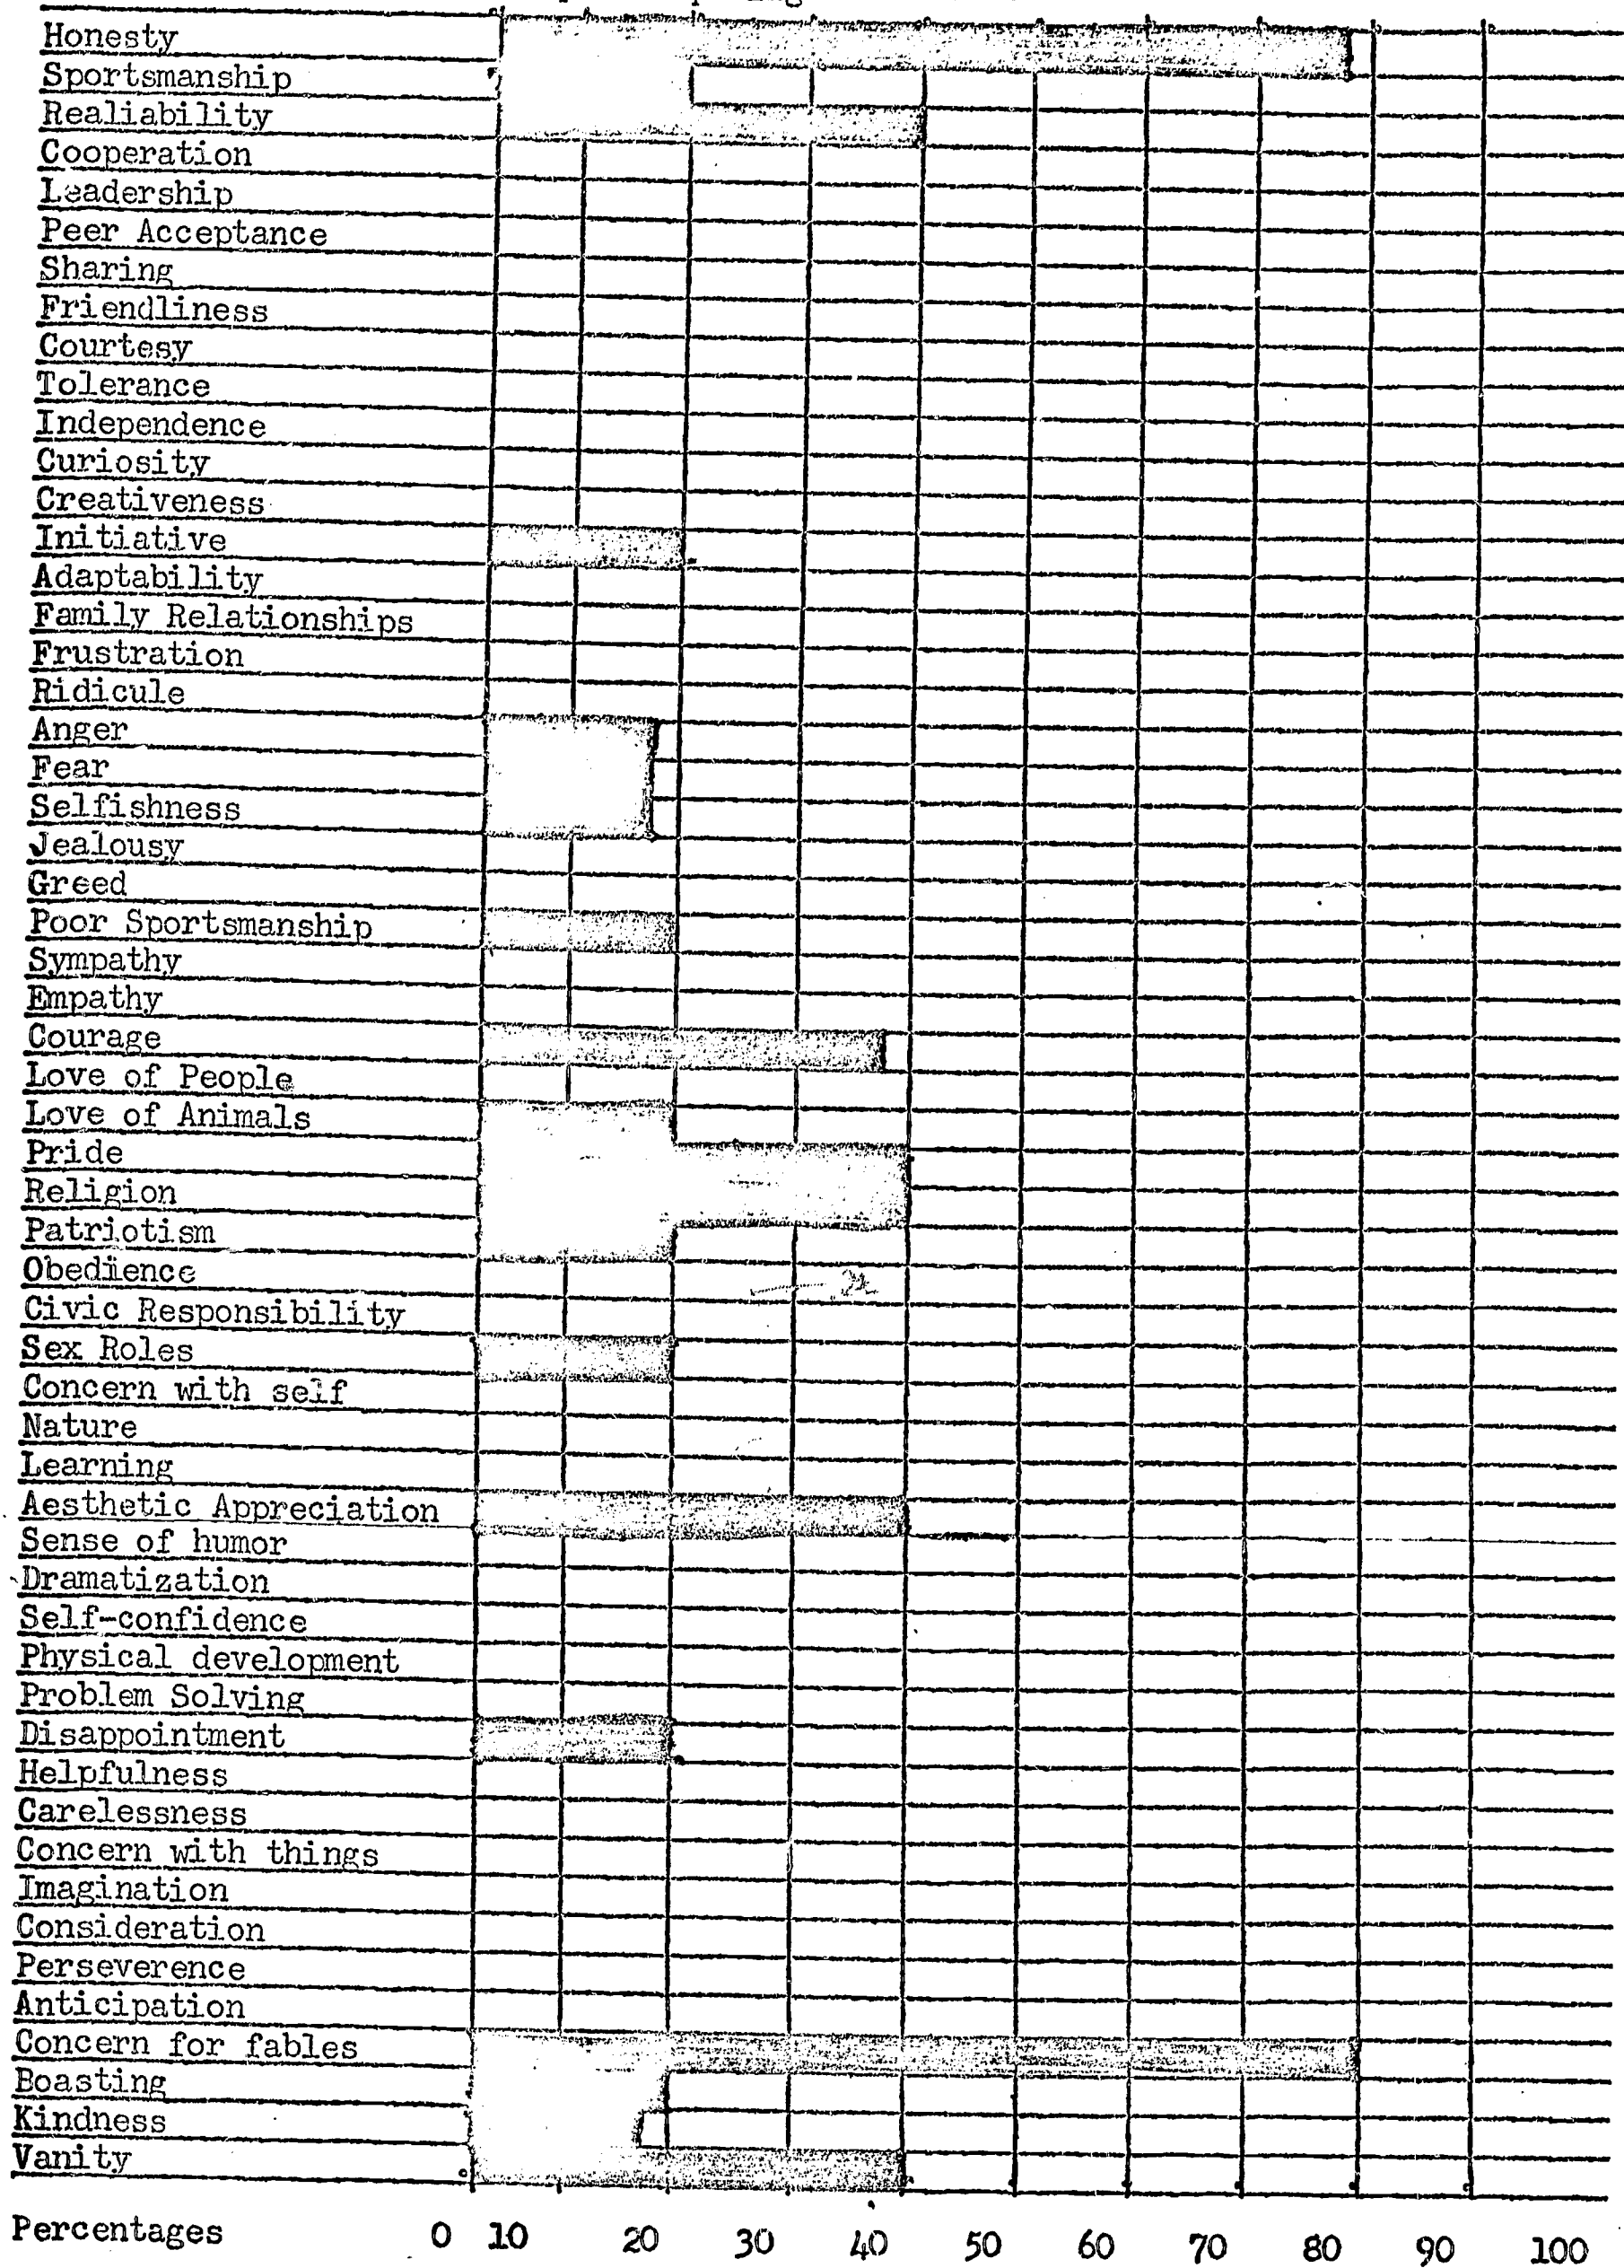 Honesty
Sportsmanship
Realiability
Cooperation
Leadership
Peer Acceptance
Sharing
Friendliness
Courtesy
Tolerance
Independence
Curiosity
Creativeness
Initiative
Adaptability
Family Relationships
Frustration
Ridicule
Anger
Fear
Selfishness
Jealousy
Greed
Poor Sportsmanship
Sympathy
Empathy
Courage
Love of People
Love of Animals
Pride
Religion
Patriotism
Obedience
Civic Responsibility
Sex Roles
Concern with self
Nature
Learning
Aesthetic Appreciation
Sense of humor
Dramatization
Self-confidence
Physical development
Problem Solving
Disappointment
Helpfulness
Carelessness
Concern with things
Imagination
Consideration
Perseverence
Anticipation
Concern for fables
Boasting
Kindness
Vanity
Percentages 0 10 20 30 40 50 60 70 80 90 100